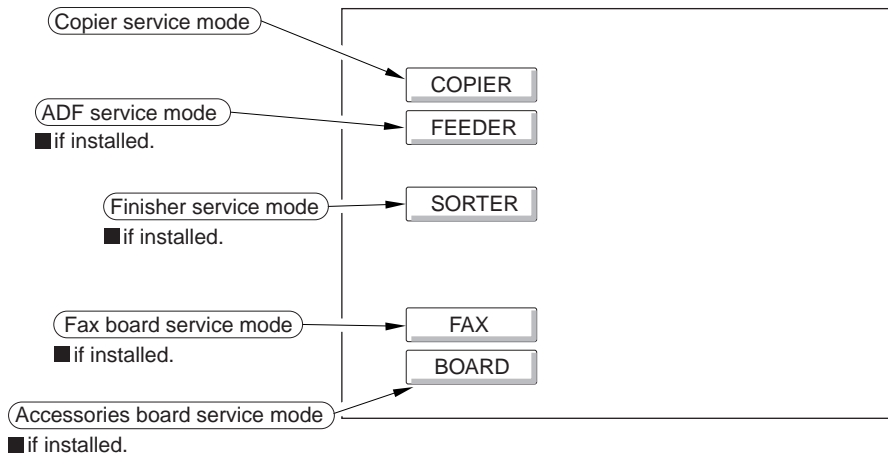 Copier service mode
COPIER
ADF service mode
■if installed.
FEEDER
Finisher service mode
■if installed.
SORTER
Fax board service mode
■if installed.
FAX
BOARD
Accessories board service mode
■if installed.